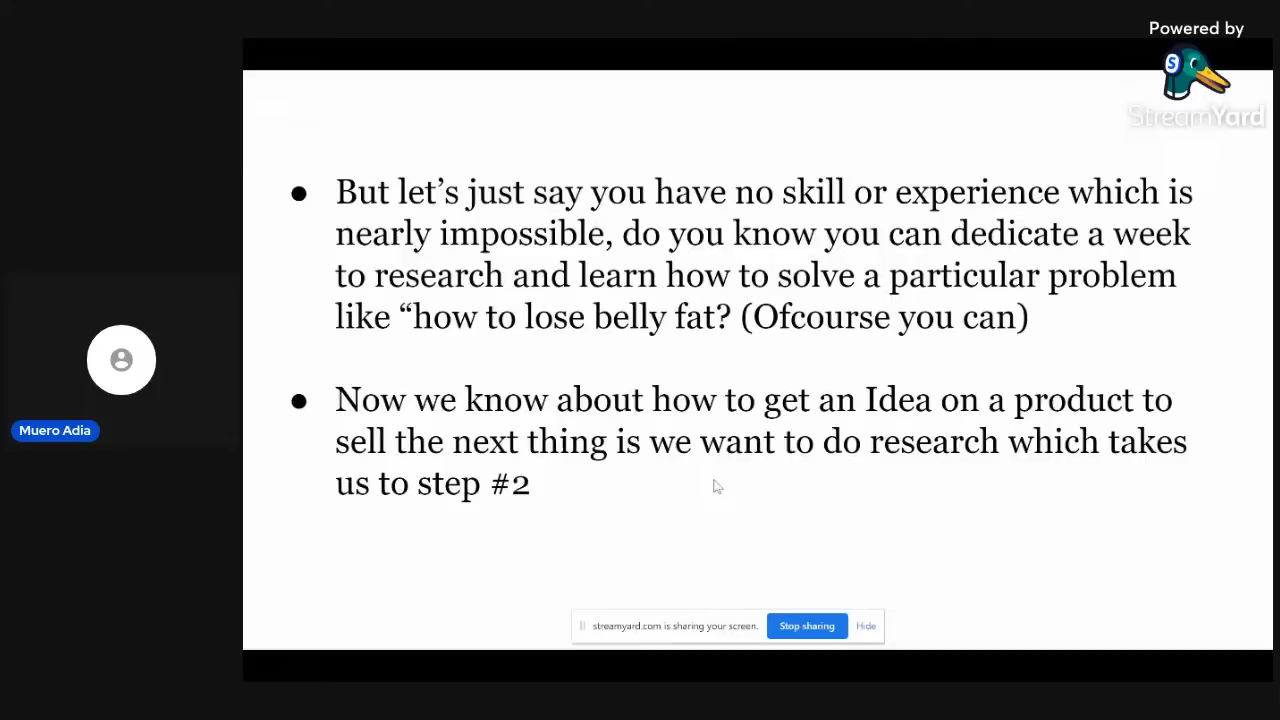 Powered by
StreamYard
● But let’s just say you have no skill or experience which is
nearly impossible, do you know you can dedicate a week
to research and learn how to solve a particular problem
like “how to lose belly fat? (Ofcourse you can)
● Now we know about how to get an Idea on a product to
sell the next thing is we want to do research which takes
us to step #2
Muero Adia
streamyard.com is sharing your screen. Stop sharing Hide